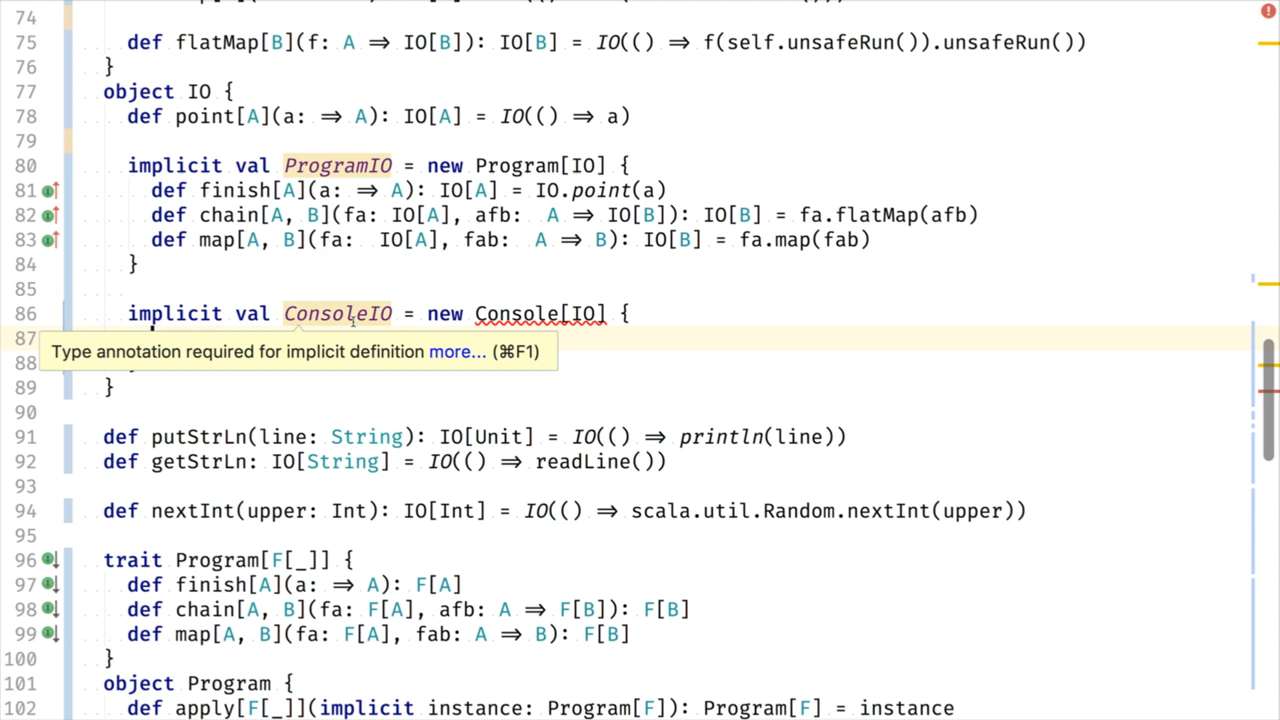 74
75 def flatMap[B](f: A ⇒ IO[B]): IO[B] = IO(() ⇒ f(self.unsafeRun()).unsafeRun())
76 }
77 object IO {
78 def point[A](a: ⇒ A): IO[A] = IO(() ⇒ a)
79
80 implicit val ProgramIO = new Program[IO] {
81 def finish[A](a: ⇒ A): IO[A] = IO.point(a)
82 def chain[A, B](fa: IO[A], afb: A ⇒ IO[B]): IO[B] = fa.flatMap(afb)
83 def map[A, B](fa: IO[A], fab: A ⇒ B): IO[B] = fa.map(fab)
84 }
85
86 implicit val ConsoleIO = new Console[IO] {
87
Type annotation required for implicit definition more... (⌘F1)
88
89 }
90
91 def putStrLn(line: String): IO[Unit] = IO(() ⇒ println(line))
92 def getStrLn: IO[String] = IO(() ⇒ readLine())
93
94 def nextInt(upper: Int): IO[Int] = IO(() ⇒ scala.util.Random.nextInt(upper))
95
96 trait Program[F[_]] {
97 def finish[A](a: ⇒ A): F[A]
98 def chain[A, B](fa: F[A], afb: A ⇒ F[B]): F[B]
99 def map[A, B](fa: F[A], fab: A ⇒ B): F[B]
100 }
101 object Program {
102 def apply[F[_]](implicit instance: Program[F]): Program[F] = instance